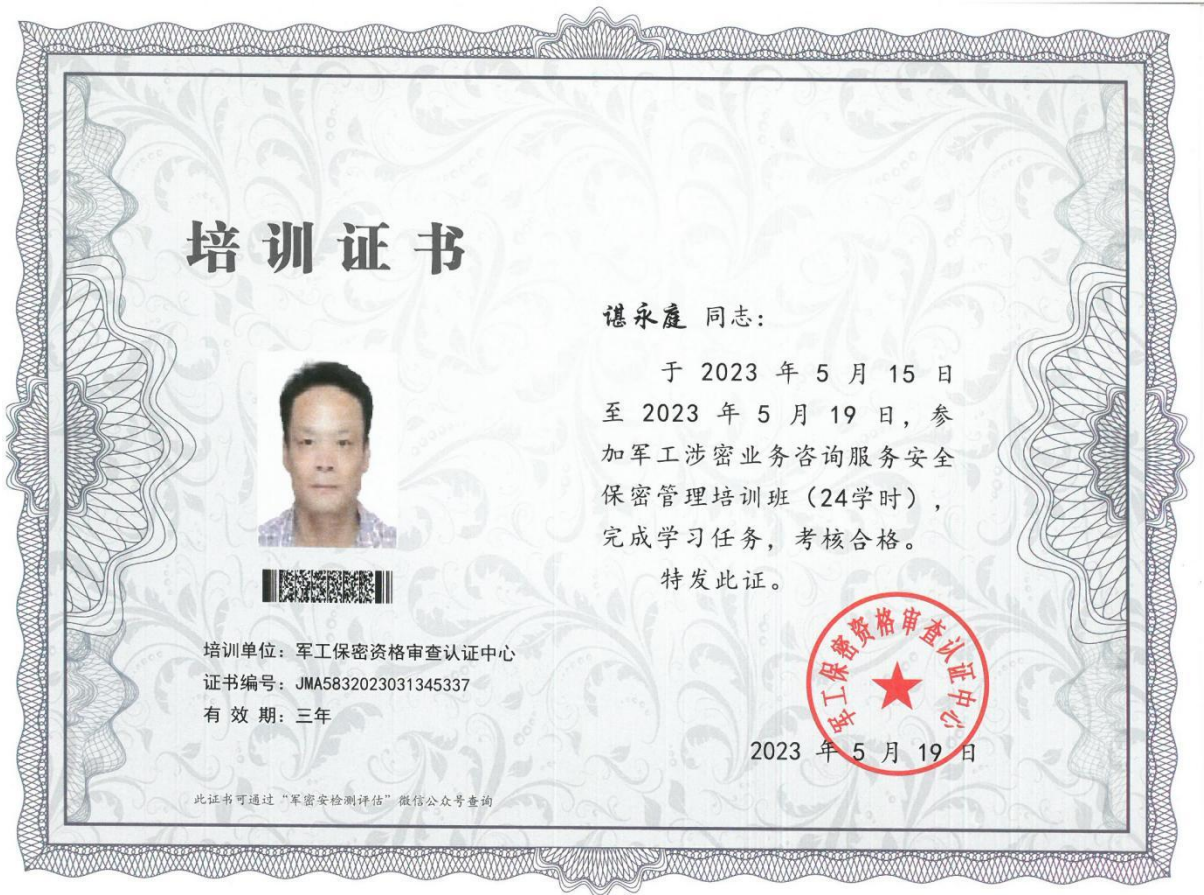 培训证书
谌永庭 同志：
于 2023 年 5 月 15 日
至 2023 年 5 月 19 日，参
加军工涉密业务咨询服务安全
保密管理培训班（24学时），
完成学习任务，考核合格。
特发此证。
培训单位：军工保密资格审查认证中心
证书编号：JMA5832023031345337
有 效 期：三年
军工保密资格审查认证中心
2023 年 5 月 19 日
此证书可通过“军密安检测评估”微信公众号查询